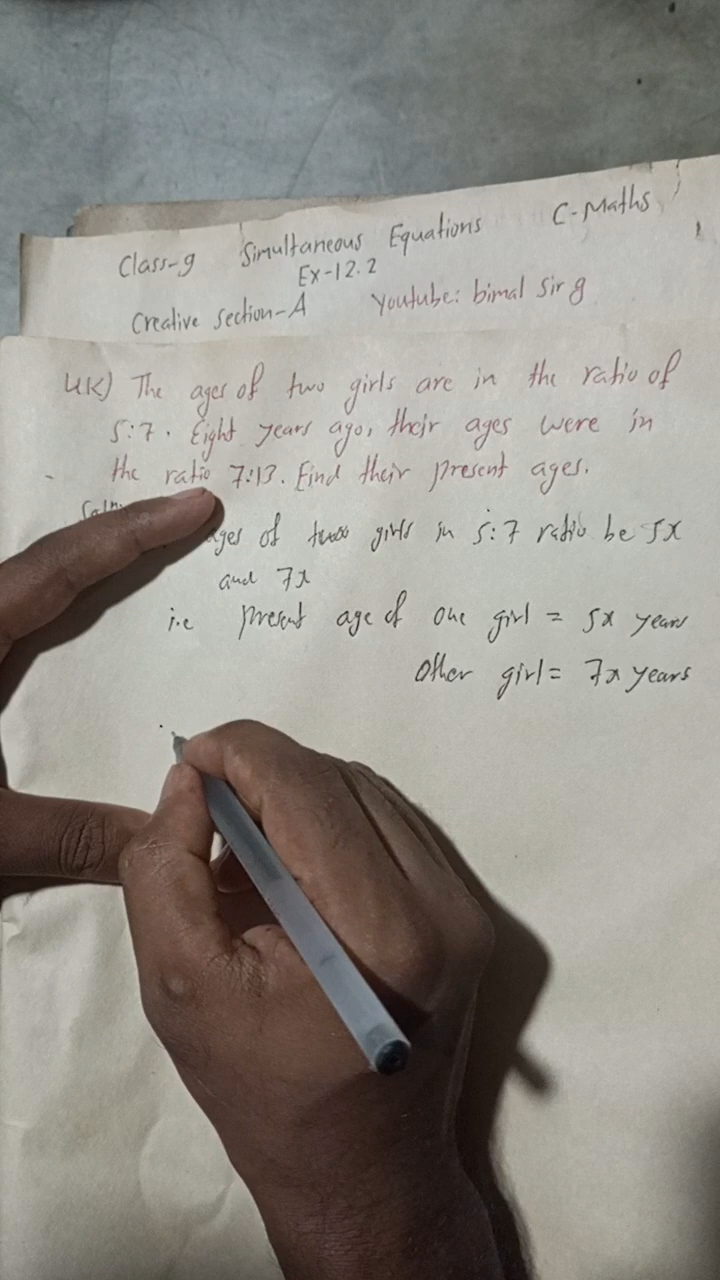 Class-9 Simultaneous Equations C-Maths
Ex-12.2
Creative Section-A Youtube: bimal sir g
4K) The ages of two girls are in the ratio of
5:7. Eight years ago, their ages were in
the ratio 7:13. Find their present ages.
ages of two girls in 5:7 ratio be 5x
and 7x
i.e present age of one girl = 5x years
Other girl = 7x years